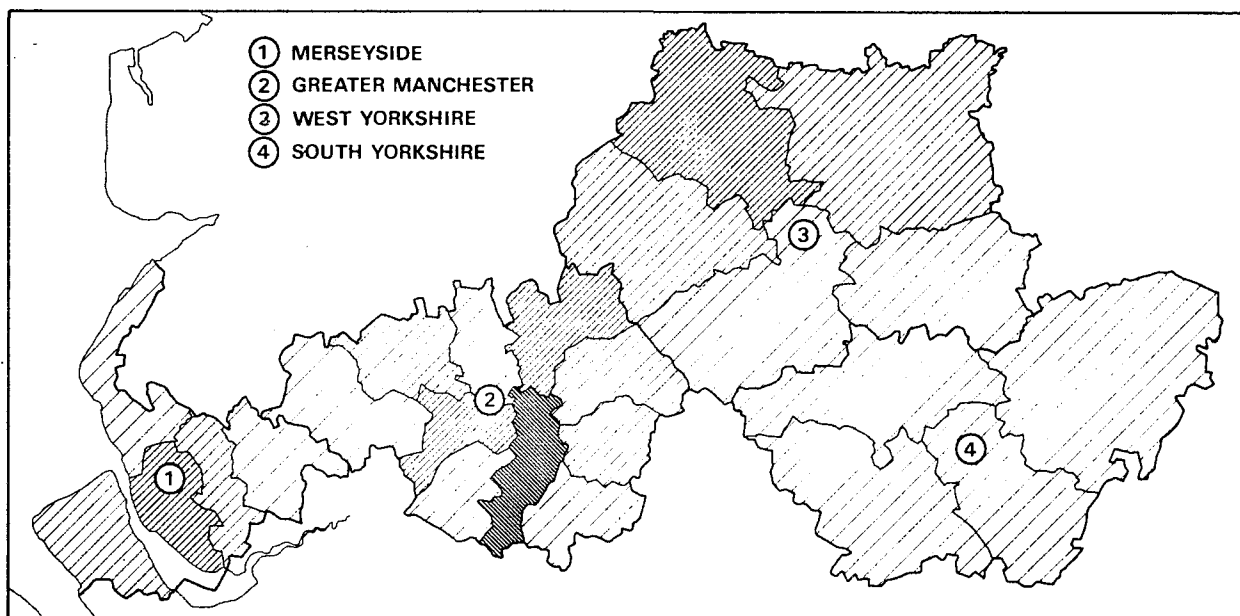 ① MERSEYSIDE
② GREATER MANCHESTER
③ WEST YORKSHIRE
④ SOUTH YORKSHIRE
③
②
④
①